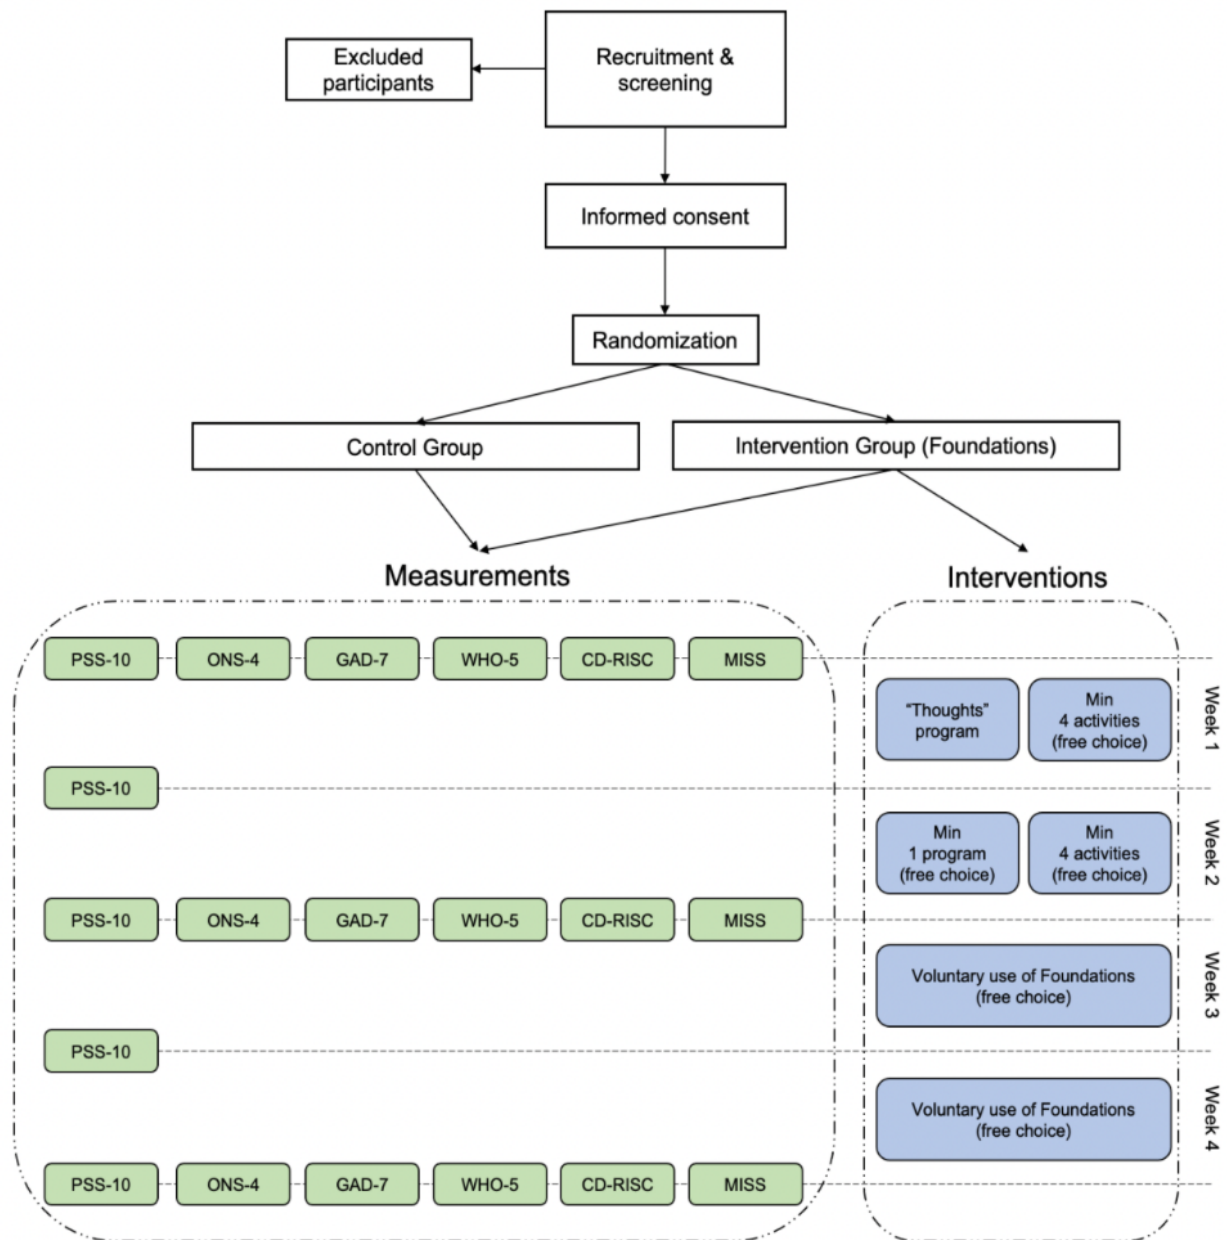 Excluded
participants
Recruitment &
screening
Informed consent
Randomization
Control Group
Intervention Group (Foundations)
Measurements
Interventions
PSS-10
ONS-4
GAD-7
WHO-5
CD-RISC
MISS
"Thoughts"
program
Min
4 activities
(free choice)
Week 1
PSS-10
Min
1 program
(free choice)
Min
4 activities
(free choice)
Week 2
PSS-10
ONS-4
GAD-7
WHO-5
CD-RISC
MISS
Voluntary use of Foundations
(free choice)
Week 3
PSS-10
Voluntary use of Foundations
(free choice)
Week 4
PSS-10
ONS-4
GAD-7
WHO-5
CD-RISC
MISS